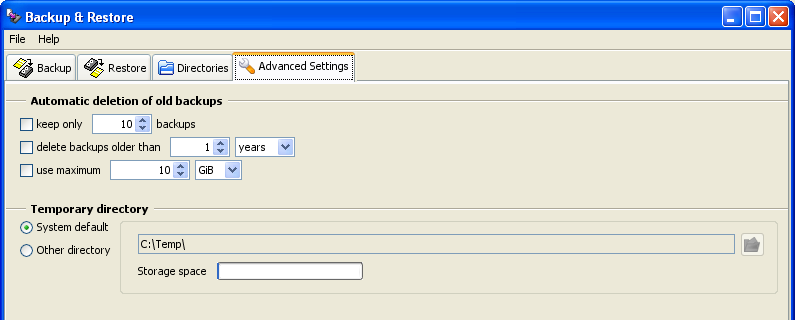 Backup & Restore
File Help
Backup Restore Directories Advanced Settings
Automatic deletion of old backups
keep only 10 backups
delete backups older than 1 years
use maximum 10 GiB
Temporary directory
System default
Other directory
C:\Temp\
Storage space